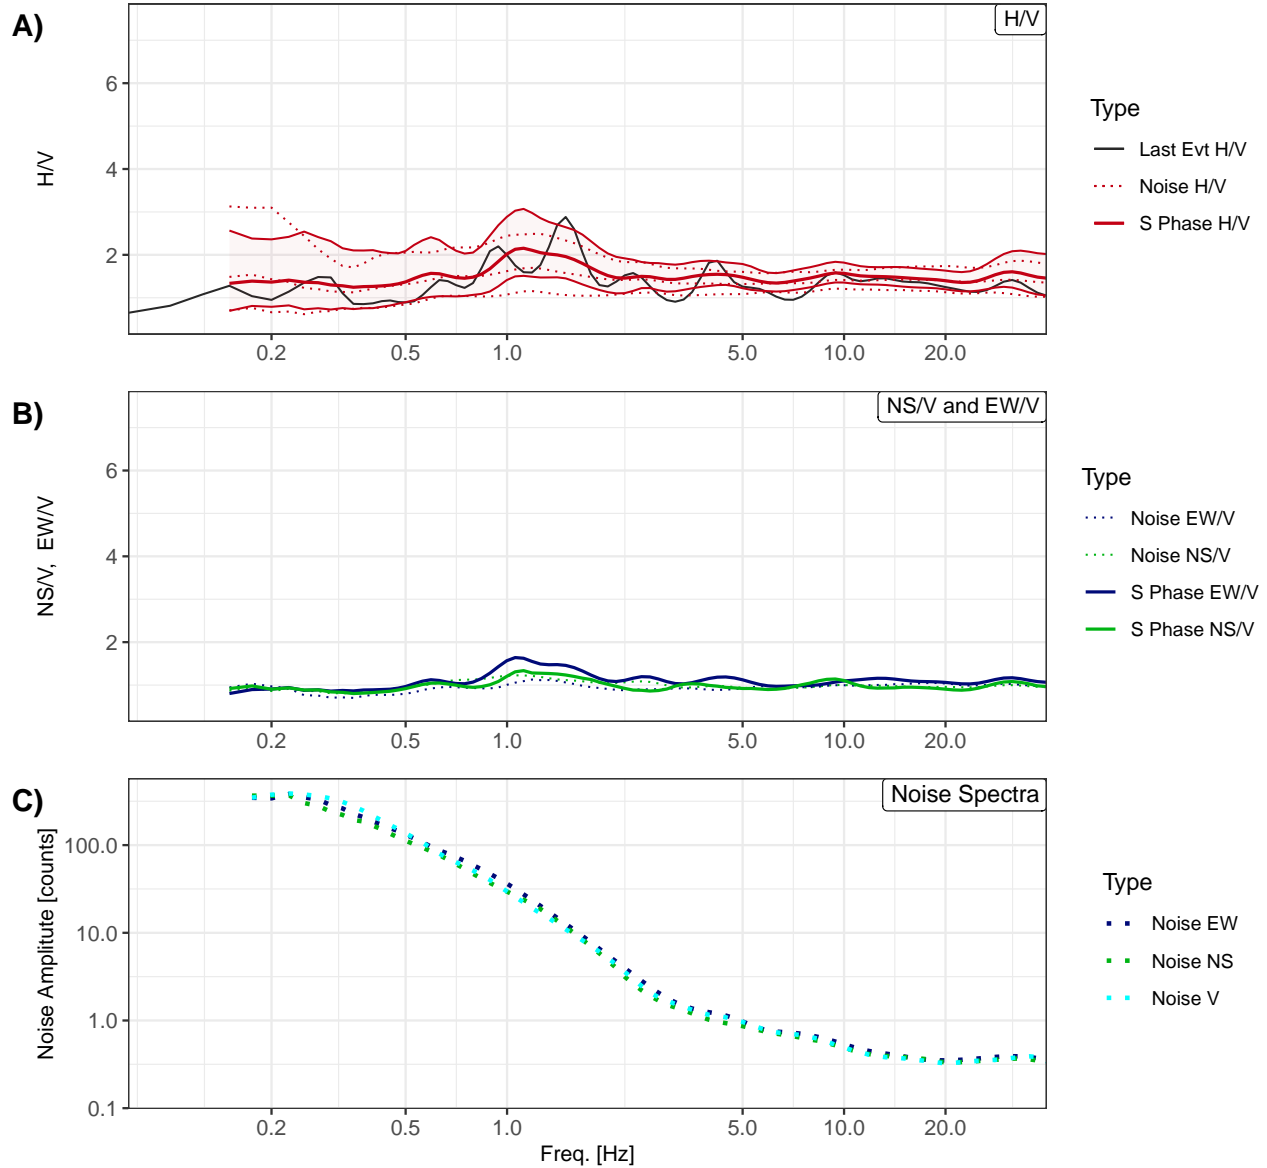 A)
H/V
6
4
2
H/V
0.2 0.5 1.0 5.0 10.0 20.0
Type
Last Evt H/V
Noise H/V
S Phase H/V
B)
NS/V and EW/V
6
4
2
NS/V, EW/V
0.2 0.5 1.0 5.0 10.0 20.0
Type
Noise EW/V
Noise NS/V
S Phase EW/V
S Phase NS/V
C)
Noise Spectra
100.0
10.0
1.0
0.1
Noise Amplitute [counts]
0.2 0.5 1.0 5.0 10.0 20.0
Freq. [Hz]
Type
Noise EW
Noise NS
Noise V